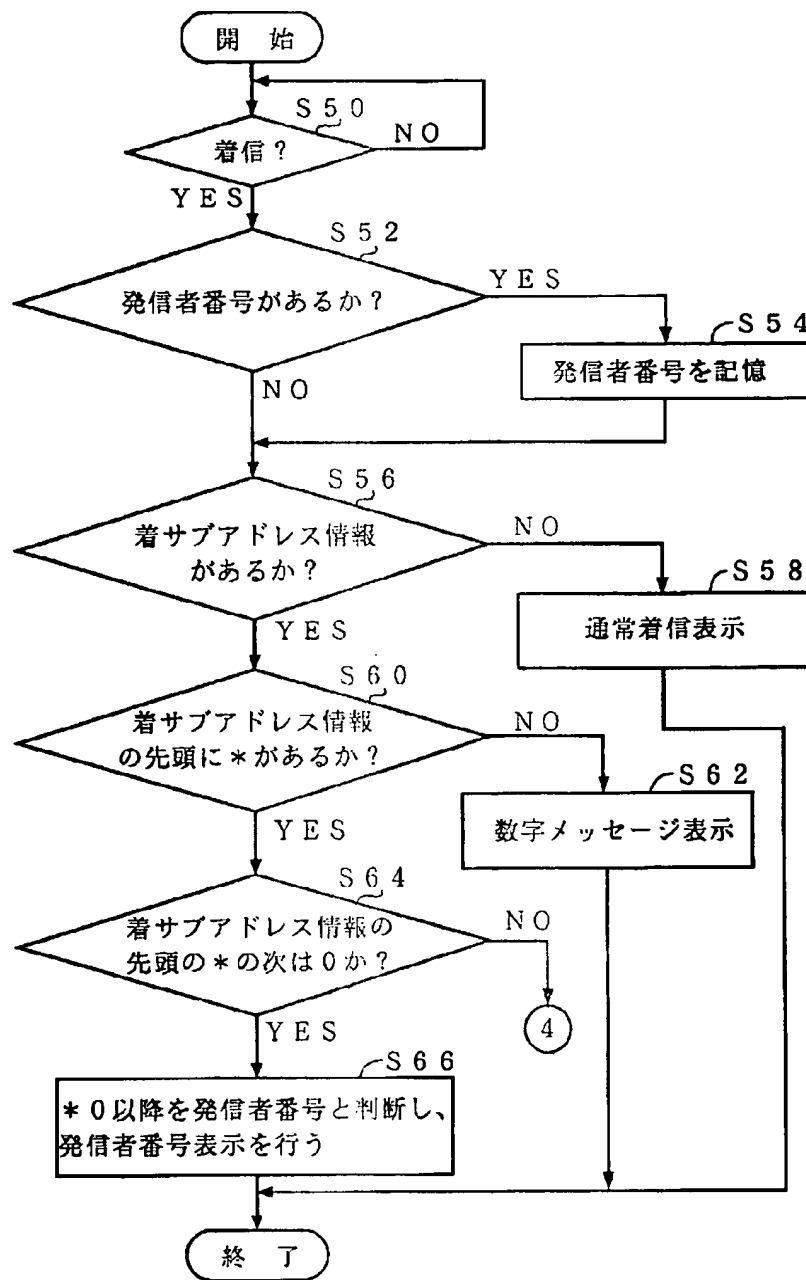 開 始
S50
着信?
NO
YES
S52
発信者番号があるか?
YES
S54
発信者番号を記憶
NO
S56
着サブアドレス情報
があるか?
NO
S58
通常着信表示
YES
S60
着サブアドレス情報
の先頭に*があるか?
NO
S62
数字メッセージ表示
YES
S64
着サブアドレス情報の
先頭の*の次は0か?
NO
4
YES
S66
*0以降を発信者番号と判断し、
発信者番号表示を行う
終 了